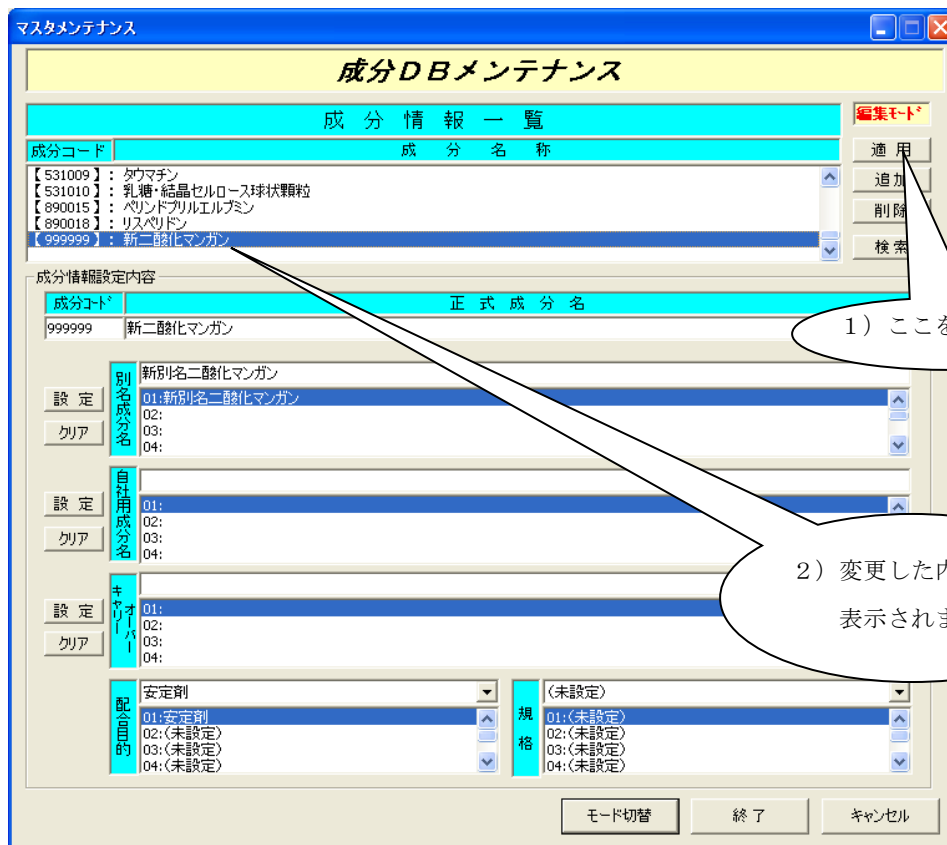 マスタメンテナンス
成分DBメンテナンス
成分情報一覧
編集ﾓｰﾄﾞ
成分コード 成分名称
適用
【531009】: タウマチン
【531010】: 乳糖・結晶セルロース球状顆粒
【890015】: ペリンドプリルエルブミン
【890018】: リスペリドン
【999999】: 新二酸化マンガン
追加
削除
検索
成分情報設定内容
成分ｺｰﾄﾞ 正式成分名
999999 新二酸化マンガン
1) ここを
別名成分名
新別名二酸化マンガン
設定
クリア
01:新別名二酸化マンガン
02:
03:
04:
自社用成分名
設定
クリア
01:
02:
03:
04:
2) 変更した内
表示されま
キャリーオーバー
設定
クリア
01:
02:
03:
04:
配合目的
安定剤
01:安定剤
02:(未設定)
03:(未設定)
04:(未設定)
規格
(未設定)
01:(未設定)
02:(未設定)
03:(未設定)
04:(未設定)
モード切替 終了 キャンセル